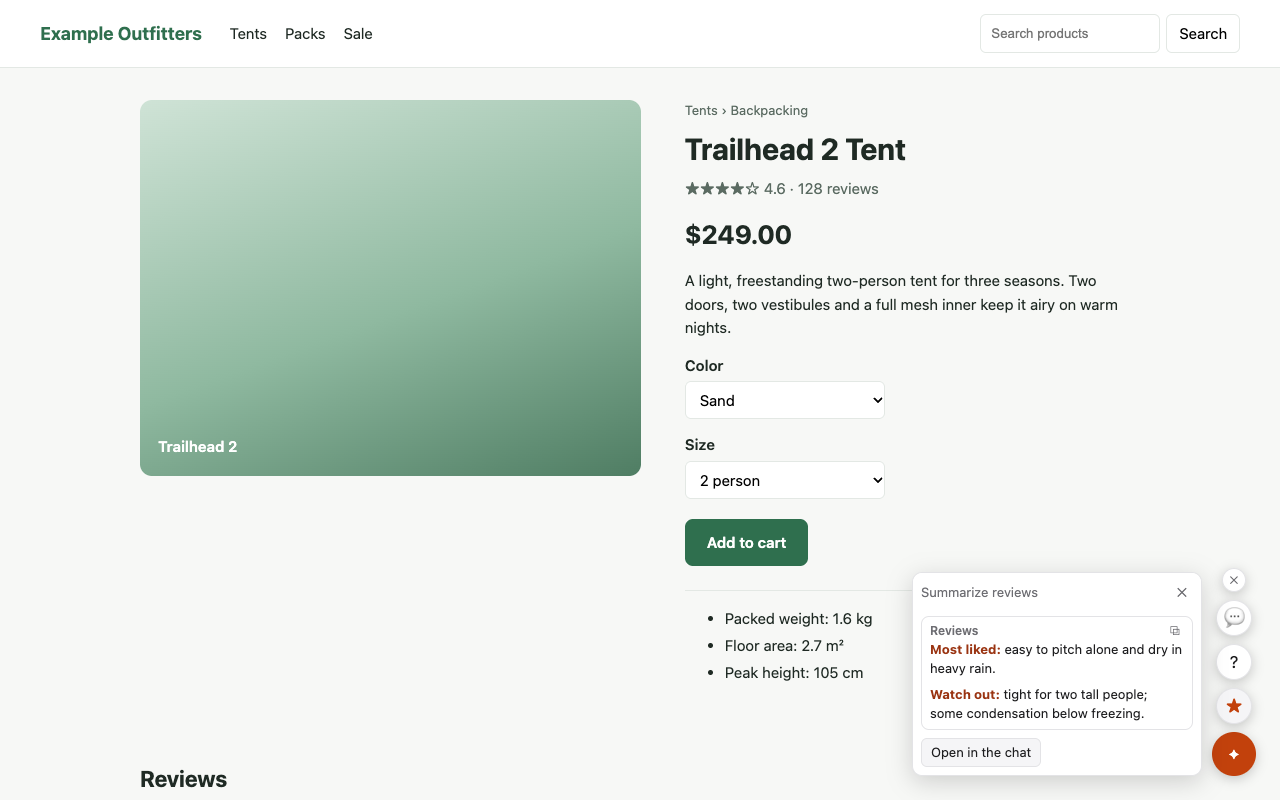 Example Outfitters
Tents
Packs
Sale
Search products
Search
Trailhead 2
Tents › Backpacking
Trailhead 2 Tent
★★★★☆ 4.6 · 128 reviews
$249.00
A light, freestanding two-person tent for three seasons. Two
doors, two vestibules and a full mesh inner keep it airy on warm
nights.
Color
Sand
Size
2 person
Add to cart
• Packed weight: 1.6 kg
• Floor area: 2.7 m²
• Peak height: 105 cm
Reviews
Summarize reviews
Reviews
Most liked: easy to pitch alone and dry in
heavy rain.
Watch out: tight for two tall people;
some condensation below freezing.
Open in the chat
?